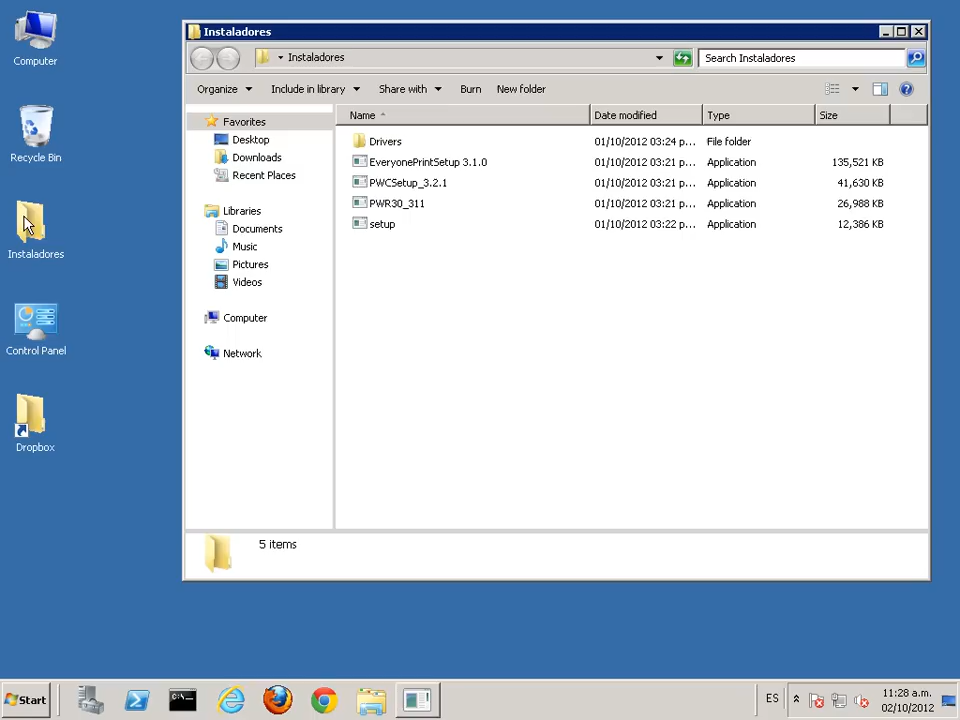 Computer
Recycle Bin
Instaladores
Control Panel
Dropbox
Instaladores
Instaladores
Search Instaladores
Organize Include in library Share with Burn New folder
Favorites
Desktop
Downloads
Recent Places
Libraries
Documents
Music
Pictures
Videos
Computer
Network
Name Date modified Type Size
Drivers 01/10/2012 03:24 p... File folder
EveryonePrintSetup 3.1.0 01/10/2012 03:21 p... Application 135,521 KB
PWCSetup_3.2.1 01/10/2012 03:21 p... Application 41,630 KB
PWR30_311 01/10/2012 03:21 p... Application 26,988 KB
setup 01/10/2012 03:22 p... Application 12,386 KB
5 items
Start
C:\_
ES
11:28 a.m.
02/10/2012